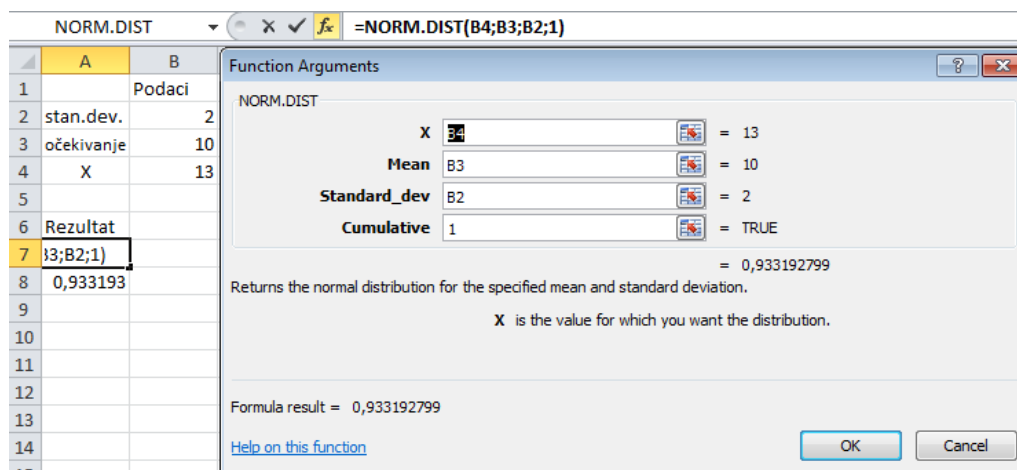 NORM.DIST fx =NORM.DIST(B4;B3;B2;1)
A B
1 Podaci
2 stan.dev. 2
3 očekivanje 10
4 X 13
5
6 Rezultat
7 33;B2;1)
8 0,933193
9
10
11
12
13
14
Function Arguments
NORM.DIST
X B4 = 13
Mean B3 = 10
Standard_dev B2 = 2
Cumulative 1 = TRUE
= 0,933192799
Returns the normal distribution for the specified mean and standard deviation.
X is the value for which you want the distribution.
Formula result = 0,933192799
Help on this function
OK Cancel